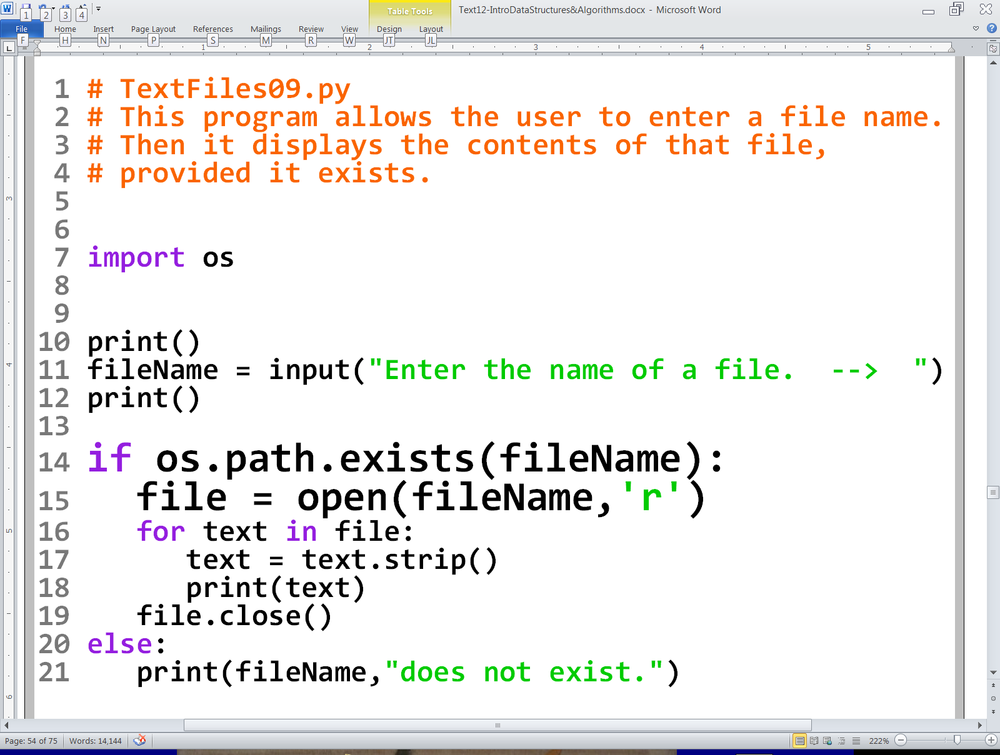 1 2 3 4
Table Tools
Text12-IntroDataStructures&Algorithms.docx - Microsoft Word
File Home Insert Page Layout References Mailings Review View Design Layout
F H N P S M R W JT JL
L 1 2 3 4 5
1 # TextFiles09.py
2 # This program allows the user to enter a file name.
3 # Then it displays the contents of that file,
4 # provided it exists.
5
6
7 import os
8
9
10 print()
11 fileName = input("Enter the name of a file.  -->  ")
12 print()
13
14 if os.path.exists(fileName):
15    file = open(fileName,'r')
16    for text in file:
17       text = text.strip()
18       print(text)
19    file.close()
20 else:
21    print(fileName,"does not exist.")
3
4
5
6
Page: 54 of 75 Words: 14,144 222%